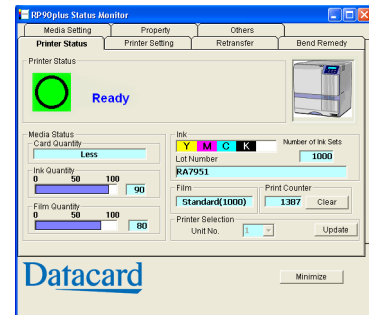 RP90plus Status Monitor
Media Setting Property Others
Printer Status Printer Setting Retransfer Bend Remedy
Printer Status
Ready
Media Status
Card Quantity
Less
Ink Quantity
0 50 100
90
Film Quantity
0 50 100
80
Ink
Y M C K
Number of Ink Sets
1000
Lot Number
RA7951
Film
Standard(1000)
Print Counter
1387 Clear
Printer Selection
Unit No. 1 Update
Datacard
Minimize